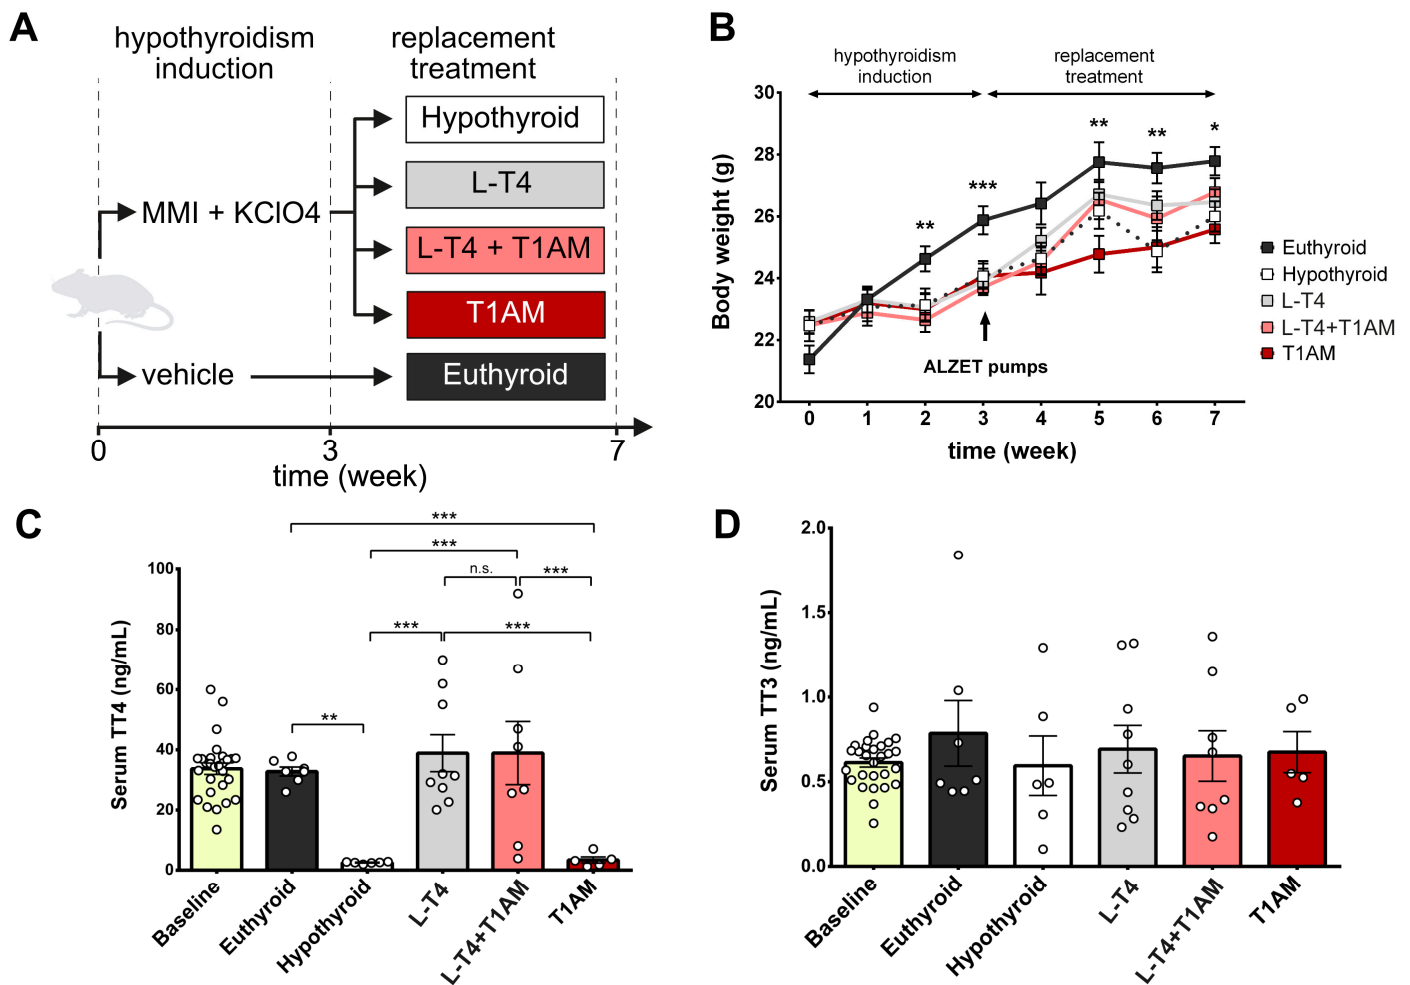 A
hypothyroidism
induction
replacement
treatment
Hypothyroid
L-T4
MMI + KClO4
L-T4 + T1AM
T1AM
vehicle
Euthyroid
0
3
7
time (week)
B
hypothyroidism
induction
replacement
treatment
Body weight (g)
30
28
26
24
22
20
**
***
**
**
*
ALZET pumps
0 1 2 3 4 5 6 7
time (week)
Euthyroid
Hypothyroid
L-T4
L-T4+T1AM
T1AM
C
***
***
n.s.
***
***
***
**
Serum TT4 (ng/mL)
100
80
60
40
20
0
Baseline
Euthyroid
Hypothyroid
L-T4
L-T4+T1AM
T1AM
D
Serum TT3 (ng/mL)
2.0
1.5
1.0
0.5
0.0
Baseline
Euthyroid
Hypothyroid
L-T4
L-T4+T1AM
T1AM